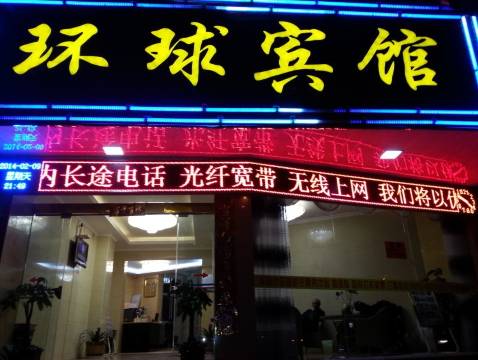 环球宾馆
2014-02-09
星期天
21:49
内长途电话 光纤宽带 无线上网 我们将以优